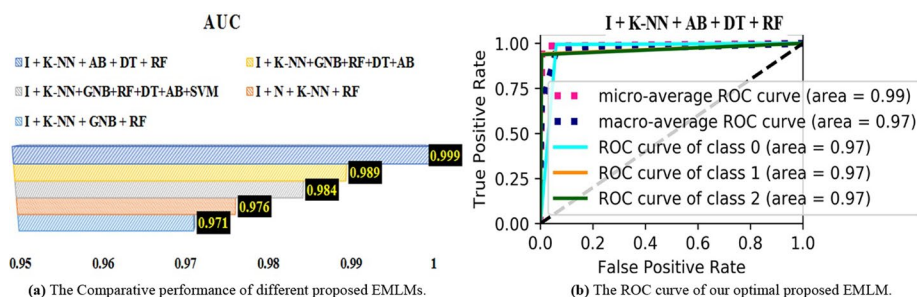 AUC
I + K-NN + AB + DT + RF
I + K-NN+GNB+RF+DT+AB
I + K-NN+GNB+RF+DT+AB+SVM
I + N + K-NN + RF
I + K-NN + GNB + RF
0.999
0.989
0.984
0.976
0.971
0.95 0.96 0.97 0.98 0.99 1
(a) The Comparative performance of different proposed EMLMs.
I + K-NN + AB + DT + RF
True Positive Rate
1.00
0.75
0.50
0.25
0.00
micro-average ROC curve (area = 0.99)
macro-average ROC curve (area = 0.97)
ROC curve of class 0 (area = 0.97)
ROC curve of class 1 (area = 0.97)
ROC curve of class 2 (area = 0.97)
0.0 0.2 0.4 0.6 0.8 1.0
False Positive Rate
(b) The ROC curve of our optimal proposed EMLM.